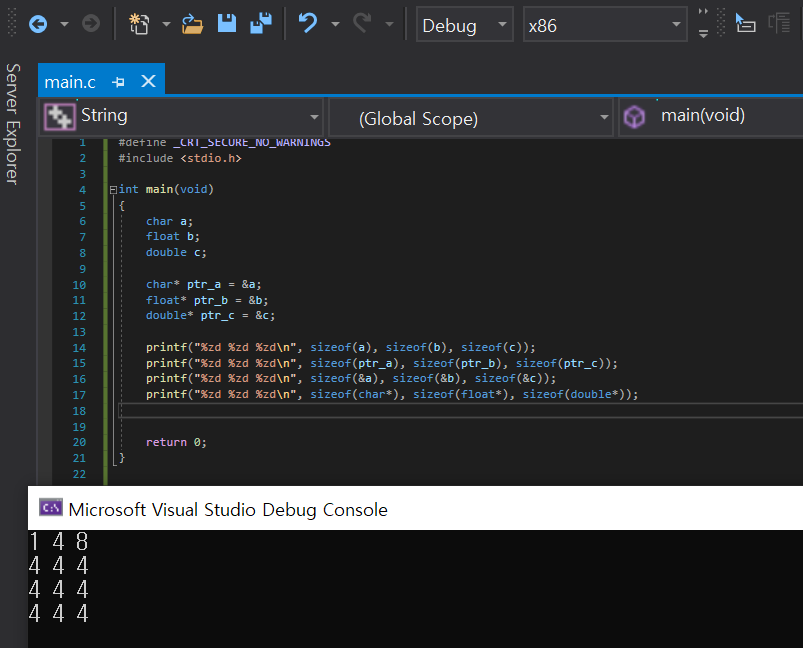 Debug x86
Server Explorer
main.c
String (Global Scope) main(void)
1 #define _CRT_SECURE_NO_WARNINGS
2 #include <stdio.h>
3
4 int main(void)
5 {
6 char a;
7 float b;
8 double c;
9
10 char* ptr_a = &a;
11 float* ptr_b = &b;
12 double* ptr_c = &c;
13
14 printf("%zd %zd %zd\n", sizeof(a), sizeof(b), sizeof(c));
15 printf("%zd %zd %zd\n", sizeof(ptr_a), sizeof(ptr_b), sizeof(ptr_c));
16 printf("%zd %zd %zd\n", sizeof(&a), sizeof(&b), sizeof(&c));
17 printf("%zd %zd %zd\n", sizeof(char*), sizeof(float*), sizeof(double*));
18
19
20 return 0;
21 }
22
C:\ Microsoft Visual Studio Debug Console
1 4 8
4 4 4
4 4 4
4 4 4